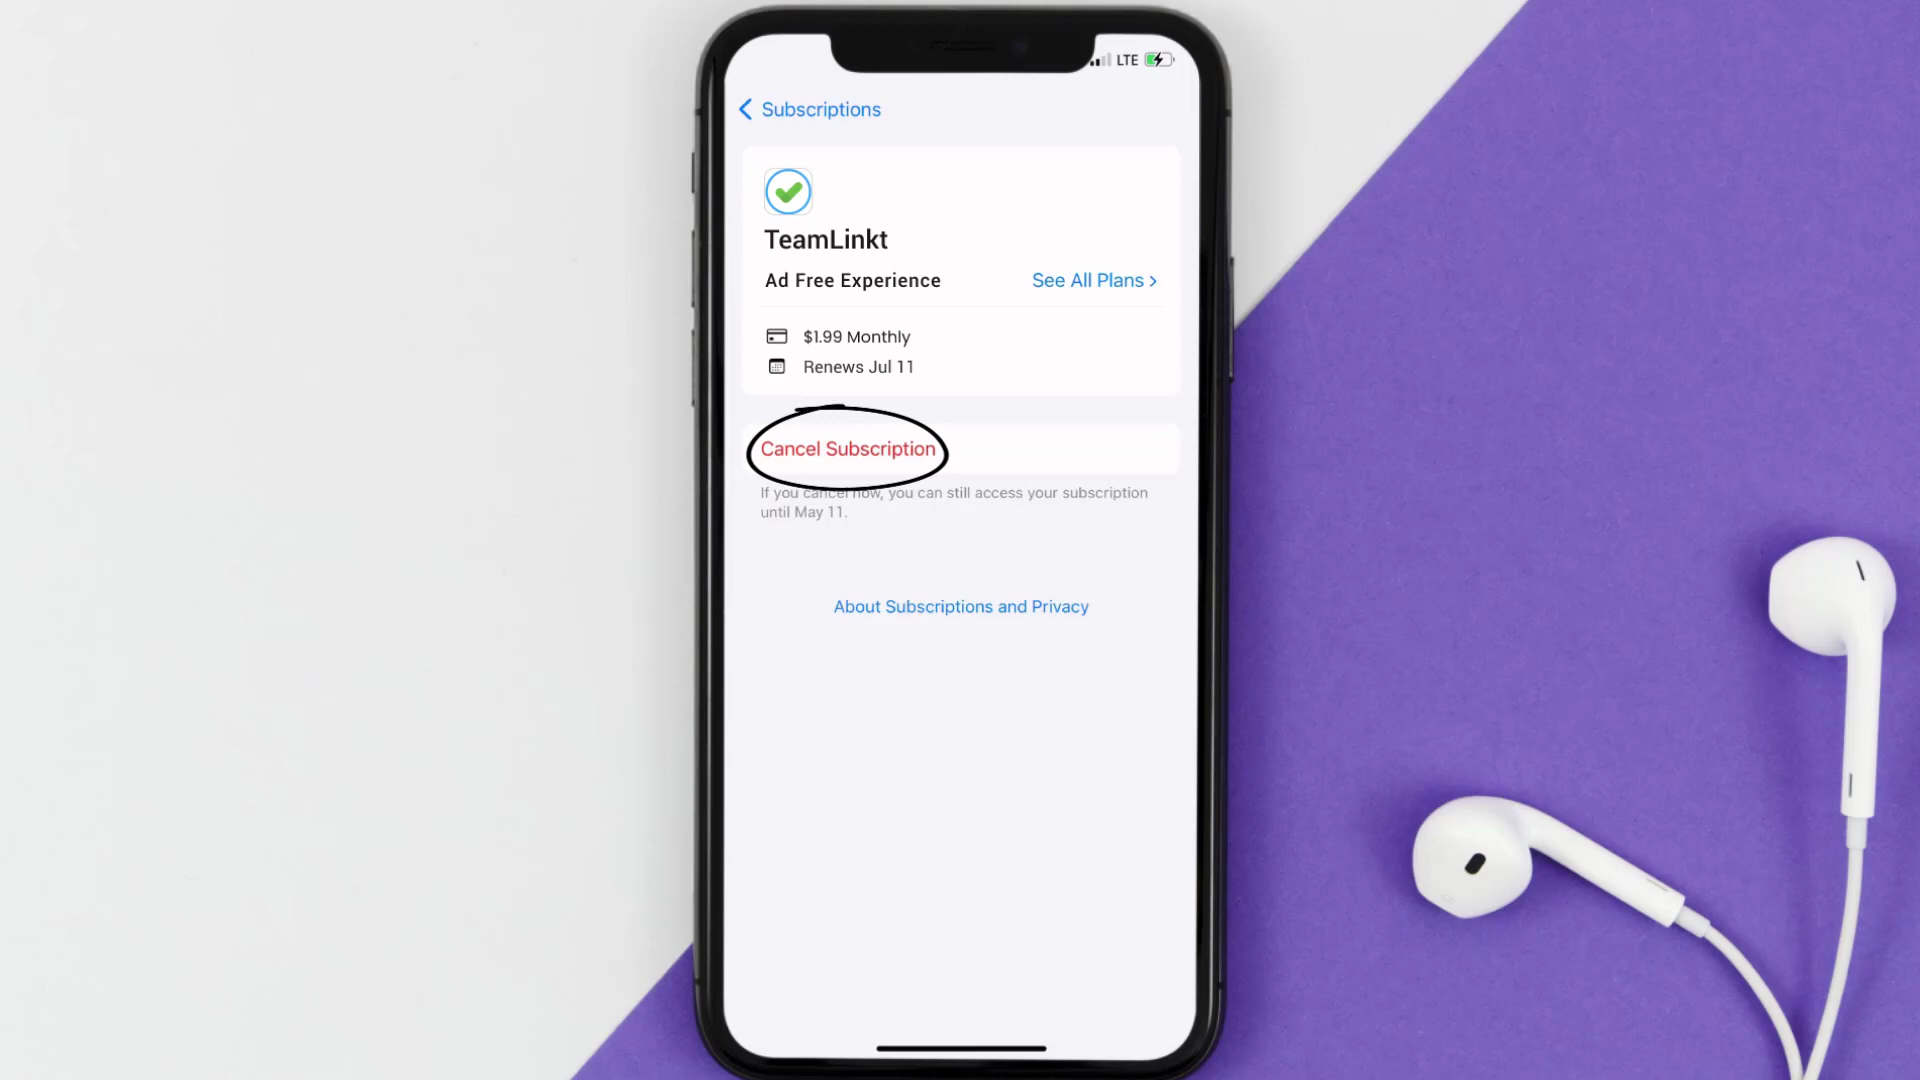 LTE
Subscriptions
TeamLinkt
Ad Free Experience
See All Plans >
$1.99 Monthly
Renews Jul 11
Cancel Subscription
If you cancel now, you can still access your subscription
until May 11.
About Subscriptions and Privacy